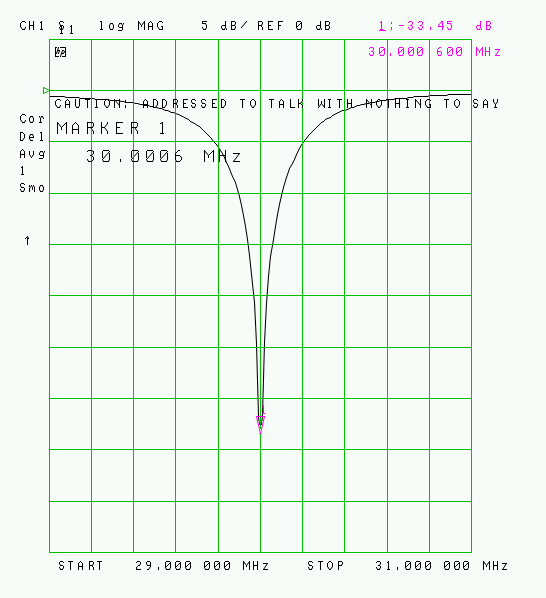 CH1 S11 log MAG 5 dB/ REF 0 dB 1:-33.45 dB
30.000 600 MHz
CAUTION: ADDRESSED TO TALK WITH NOTHING TO SAY
Cor
MARKER 1
Del
Avg
30.0006 MHz
1
Smo
↑
START 29.000 000 MHz STOP 31.000 000 MHz